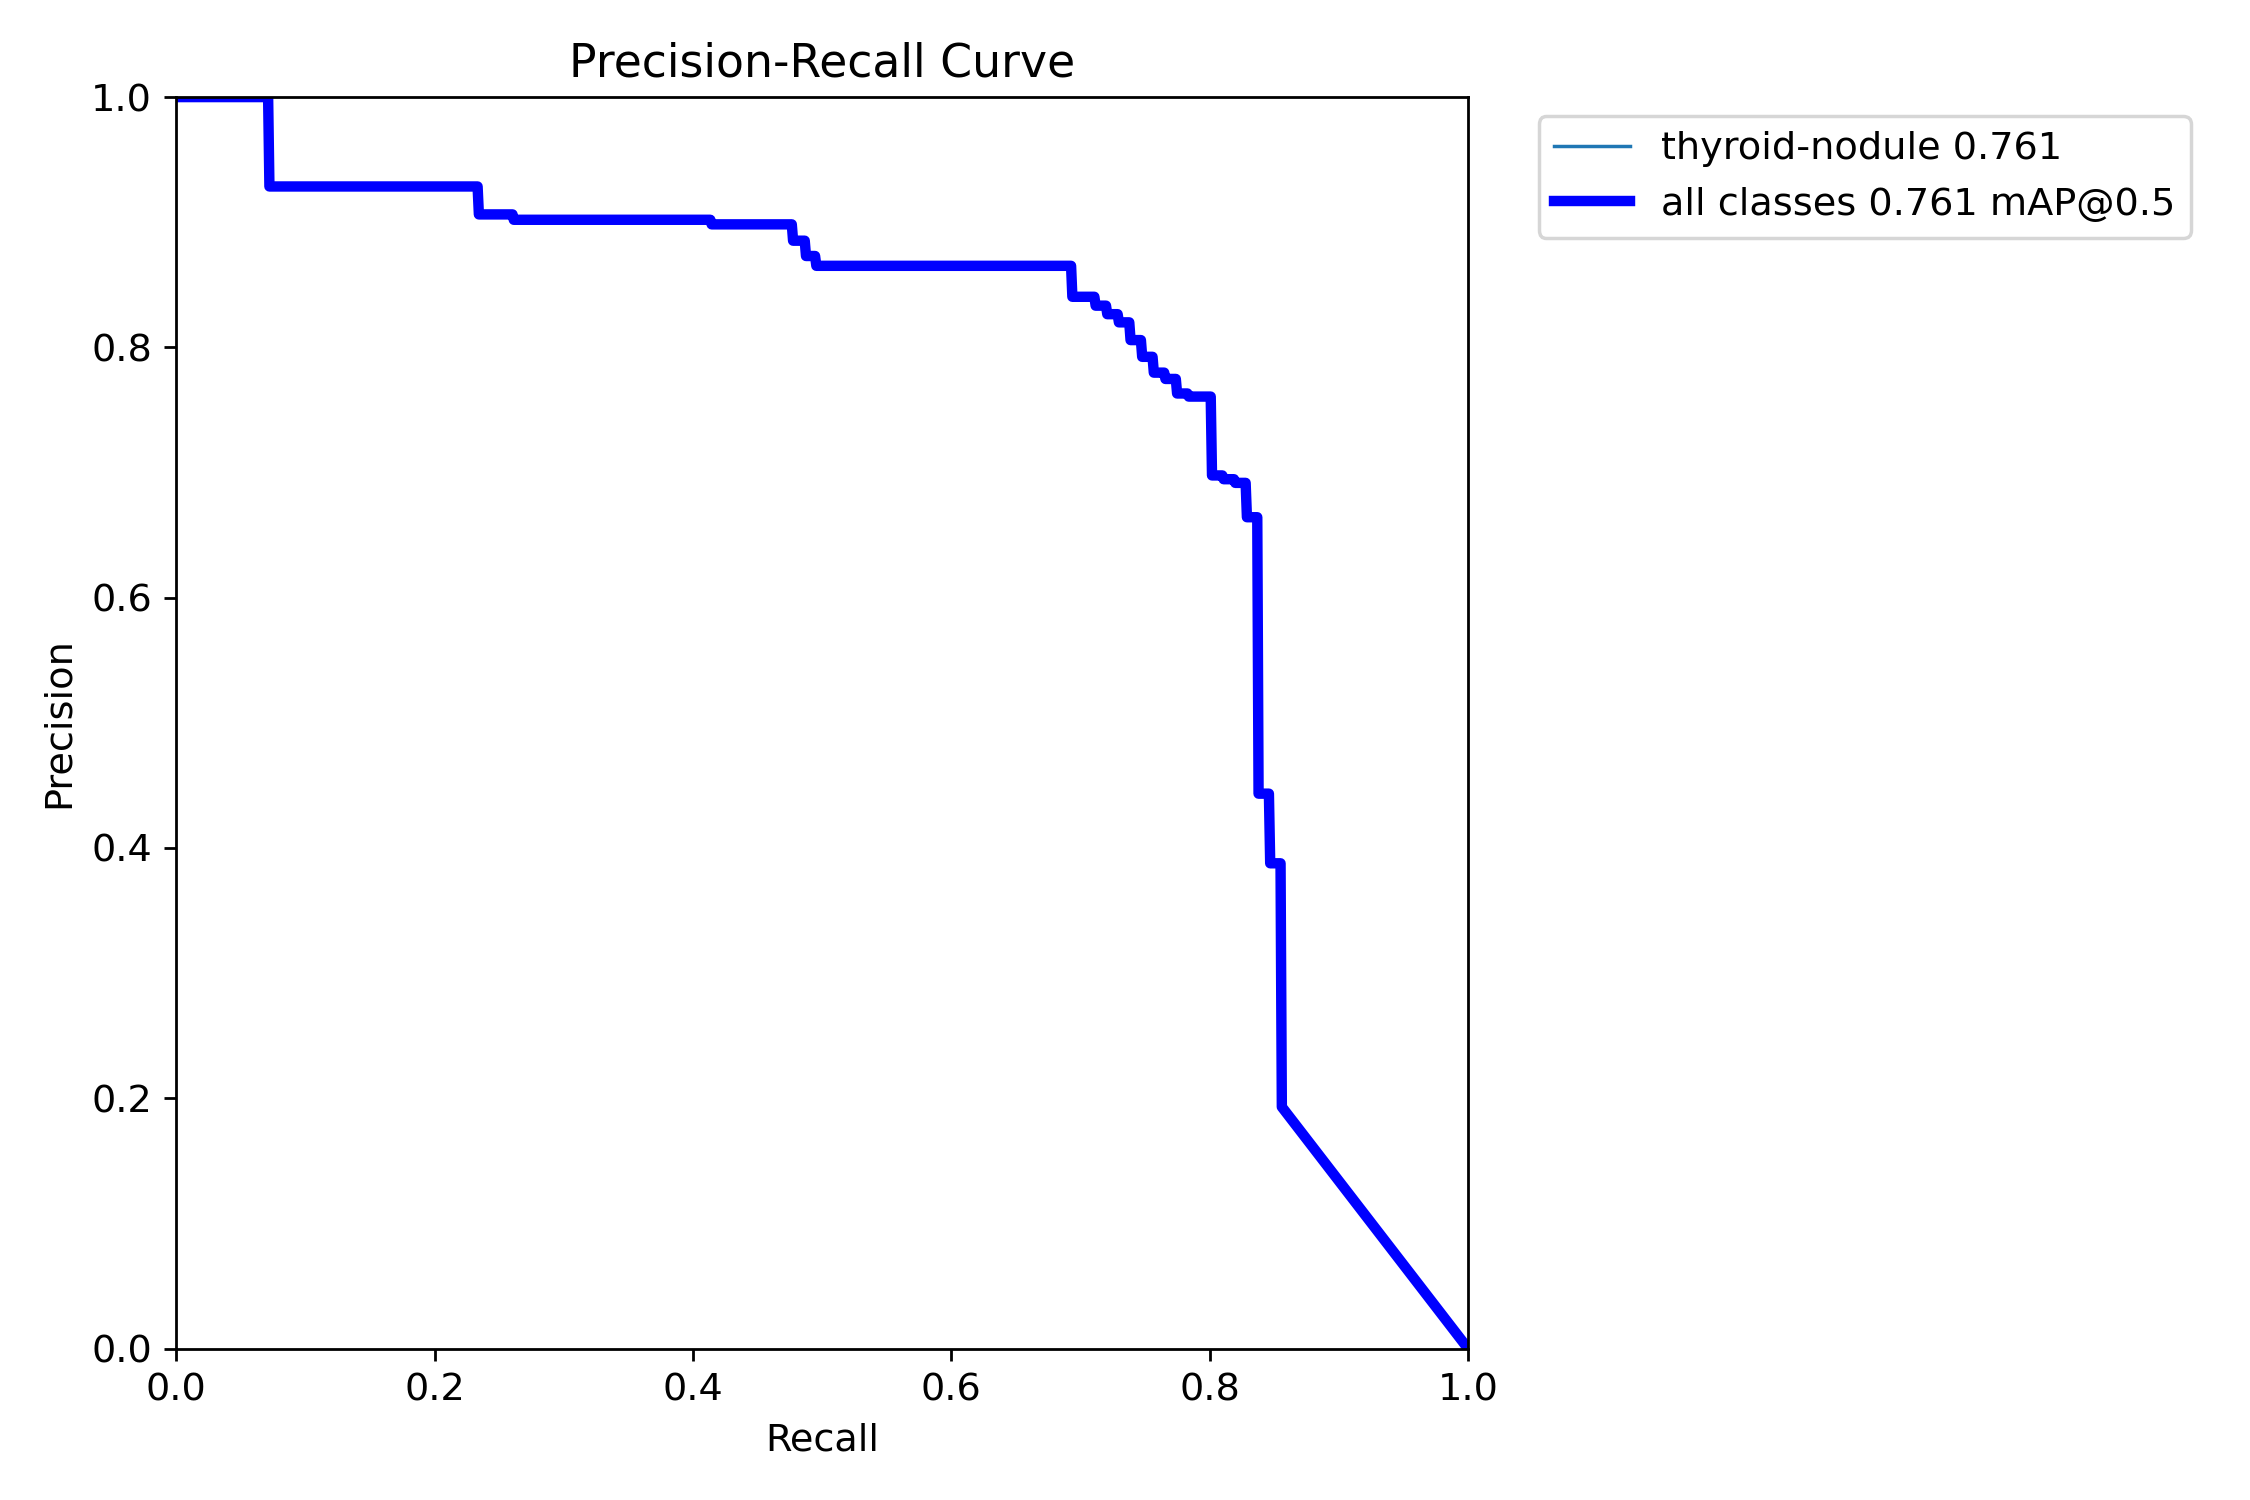 Precision-Recall Curve
thyroid-nodule 0.761
all classes 0.761 mAP@0.5
1.0
0.8
0.6
0.4
0.2
0.0
Precision
0.0 0.2 0.4 0.6 0.8 1.0
Recall